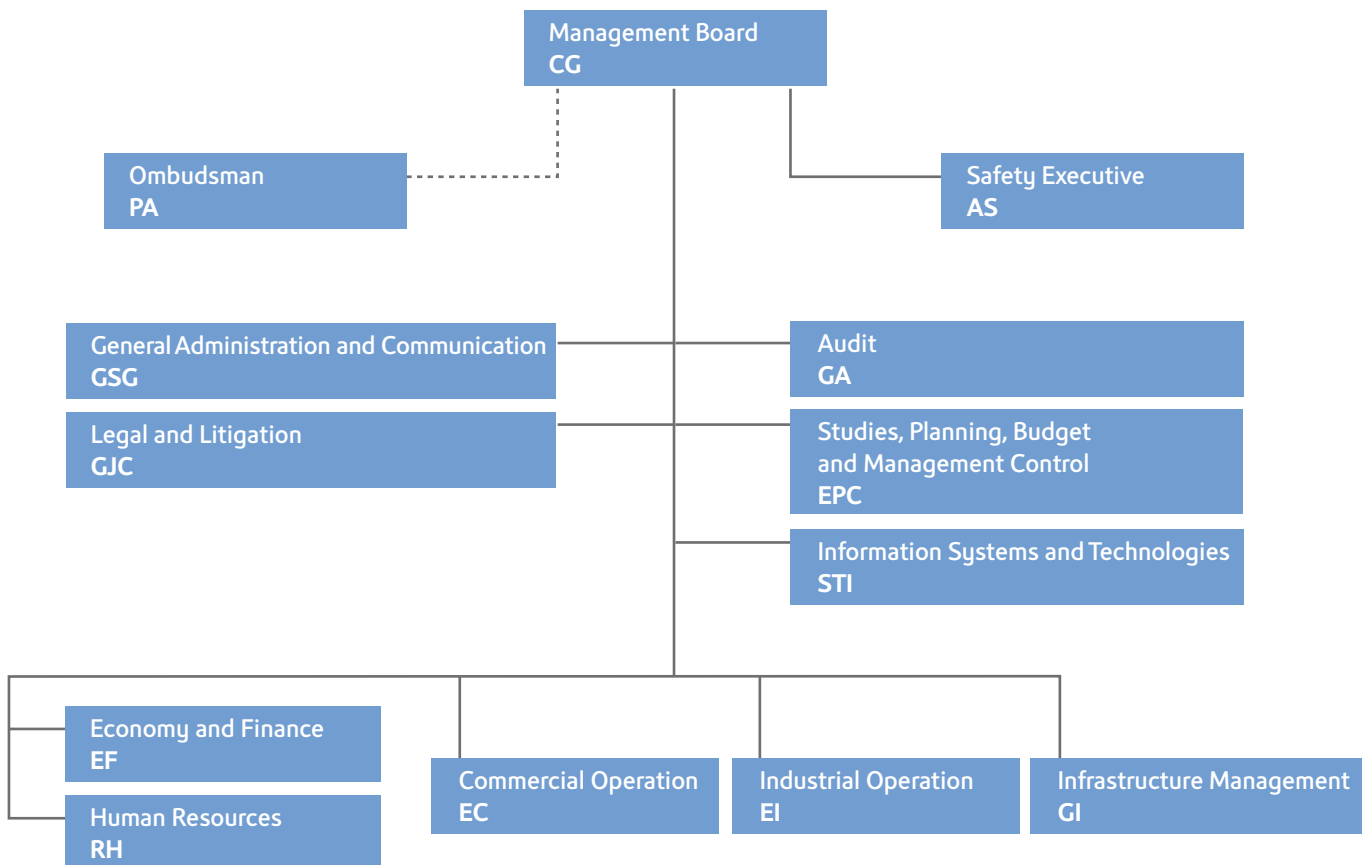 Management Board
CG
Ombudsman
PA
Safety Executive
AS
General Administration and Communication
GSG
Audit
GA
Legal and Litigation
GJC
Studies, Planning, Budget
and Management Control
EPC
Information Systems and Technologies
STI
Economy and Finance
EF
Human Resources
RH
Commercial Operation
EC
Industrial Operation
EI
Infrastructure Management
GI